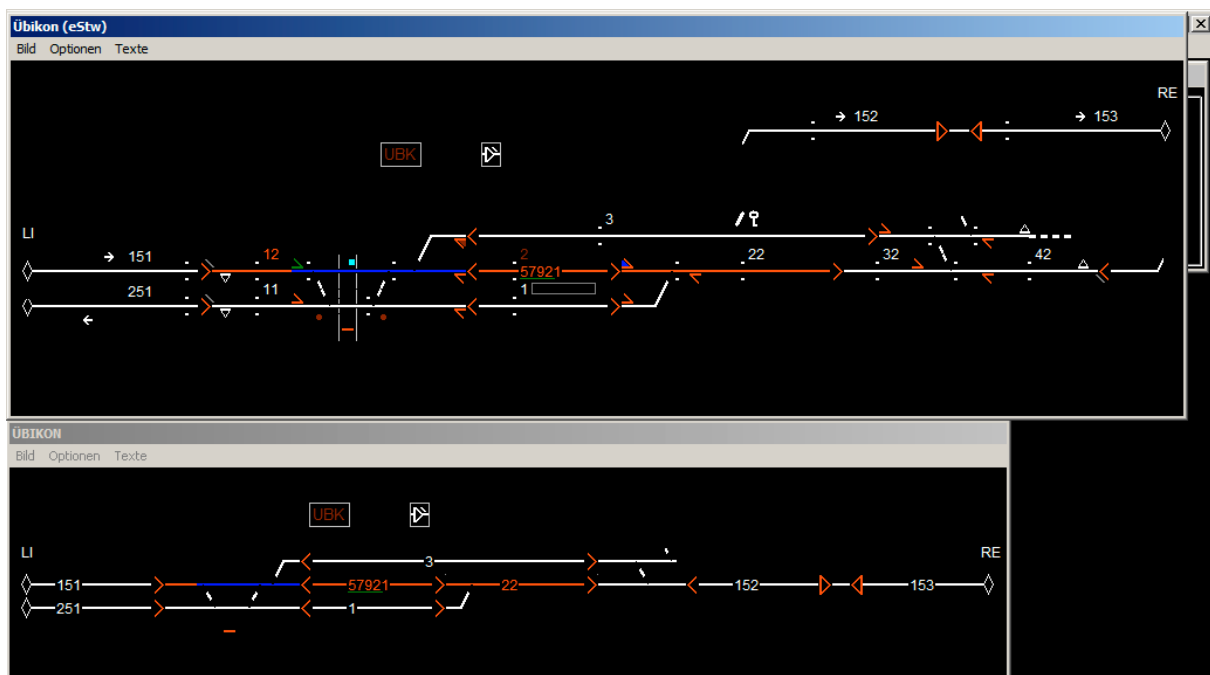 Übikon (eStw)
Bild Optionen Texte
RE
→ 152 → 153
UBK
3
LI
→ 151 12 2 22 32 42
57921
251 11 1
←
ÜBIKON
Bild Optionen Texte
UBK
LI 3 RE
151 57921 22 152 153
251 1